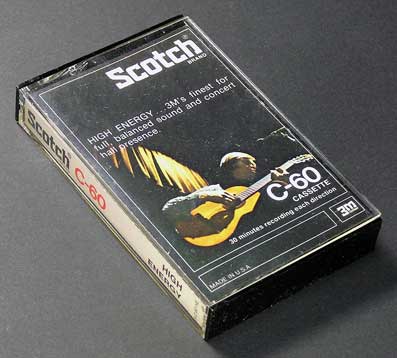 Scotch®
BRAND
HIGH ENERGY...3M's finest for
full, balanced sound and concert
hall presence.
C-60
CASSETTE
30 minutes recording each direction
3M
MADE IN U.S.A.
Scotch® C-60
HIGH
ENERGY